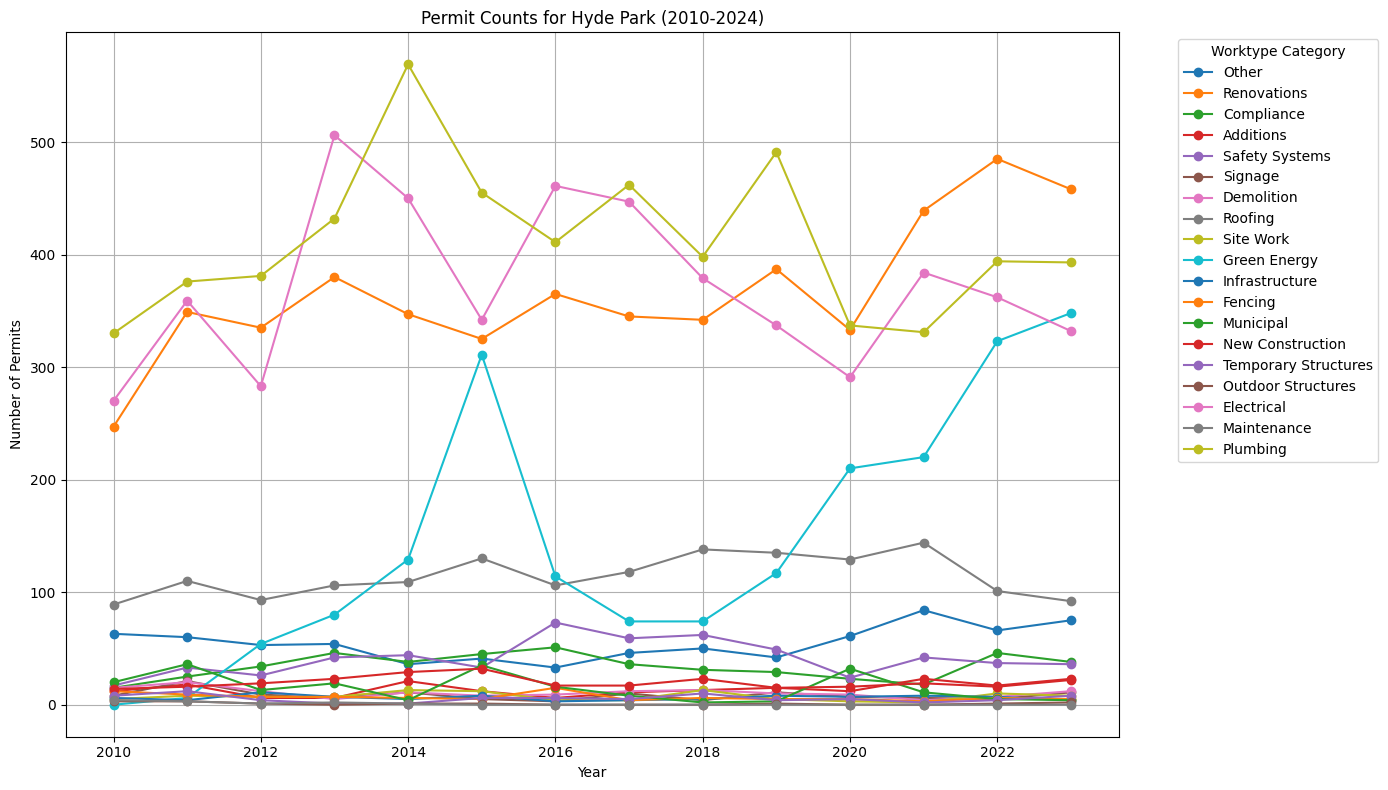 Permit Counts for Hyde Park (2010-2024)
Number of Permits
500
400
300
200
100
0
2010
2012
2014
2016
2018
2020
2022
Year
Worktype Category
Other
Renovations
Compliance
Additions
Safety Systems
Signage
Demolition
Roofing
Site Work
Green Energy
Infrastructure
Fencing
Municipal
New Construction
Temporary Structures
Outdoor Structures
Electrical
Maintenance
Plumbing